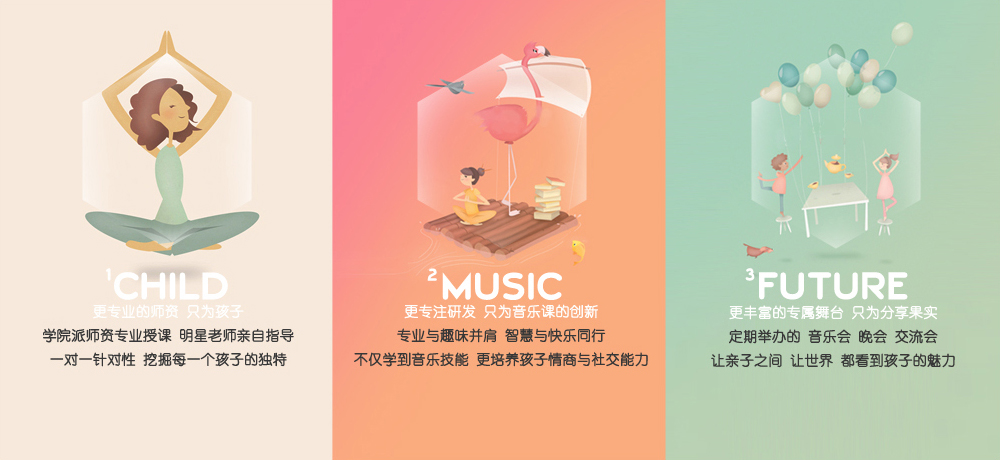 ¹CHILD
更专业的师资 只为孩子
学院派师资专业授课 明星老师亲自指导
一对一针对性 挖掘每一个孩子的独特
²MUSIC
更专注研发 只为音乐课的创新
专业与趣味并肩 智慧与快乐同行
不仅学到音乐技能 更培养孩子情商与社交能力
³FUTURE
更丰富的专属舞台 只为分享果实
定期举办的 音乐会 晚会 交流会
让亲子之间 让世界 都看到孩子的魅力